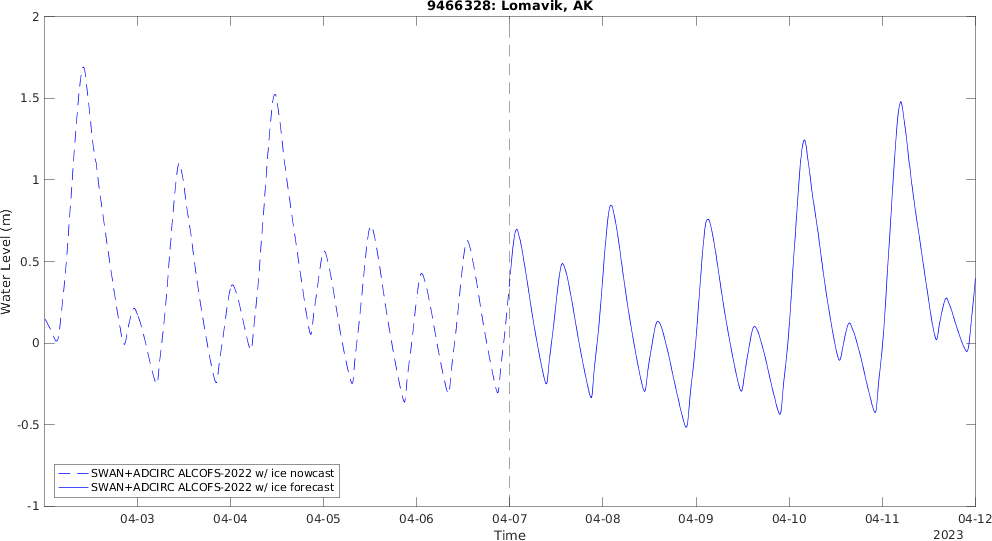 9466328: Lomavik, AK
2
1.5
1
0.5
0
-0.5
-1
Water Level (m)
SWAN+ADCIRC ALCOFS-2022 w/ ice nowcast
SWAN+ADCIRC ALCOFS-2022 w/ ice forecast
04-03 04-04 04-05 04-06 04-07 04-08 04-09 04-10 04-11 04-12
Time
2023